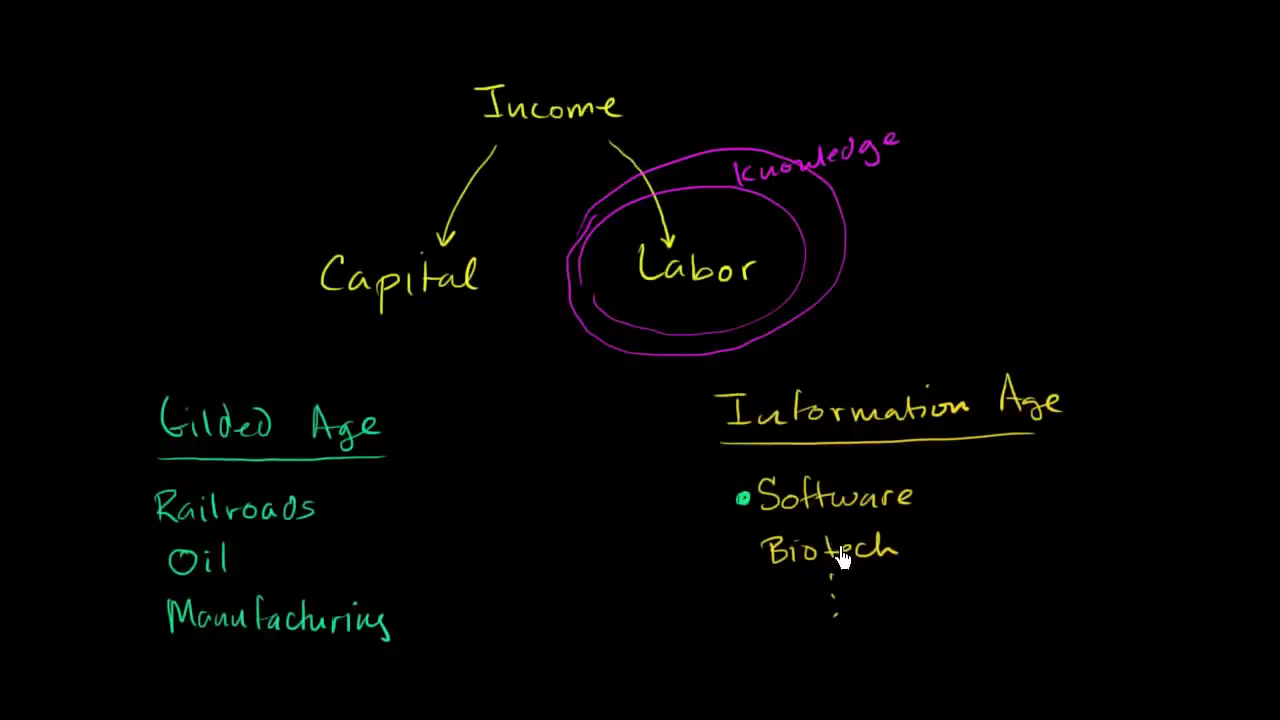 Income
Knowledge
Capital
Labor
Gilded Age
Railroads
Oil
Manufacturing
Information Age
Software
Biotech